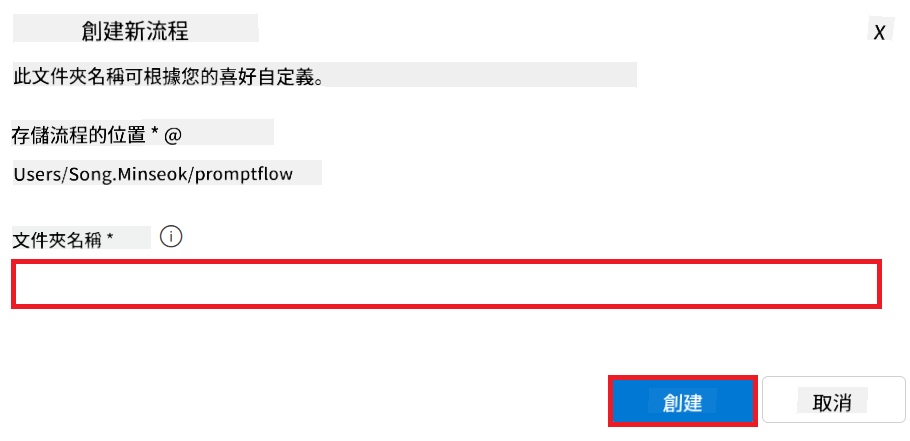 創建新流程
X
此文件夾名稱可根據您的喜好自定義。
存儲流程的位置 * @
Users/Song.Minseok/promptflow
文件夾名稱 * i
創建
取消